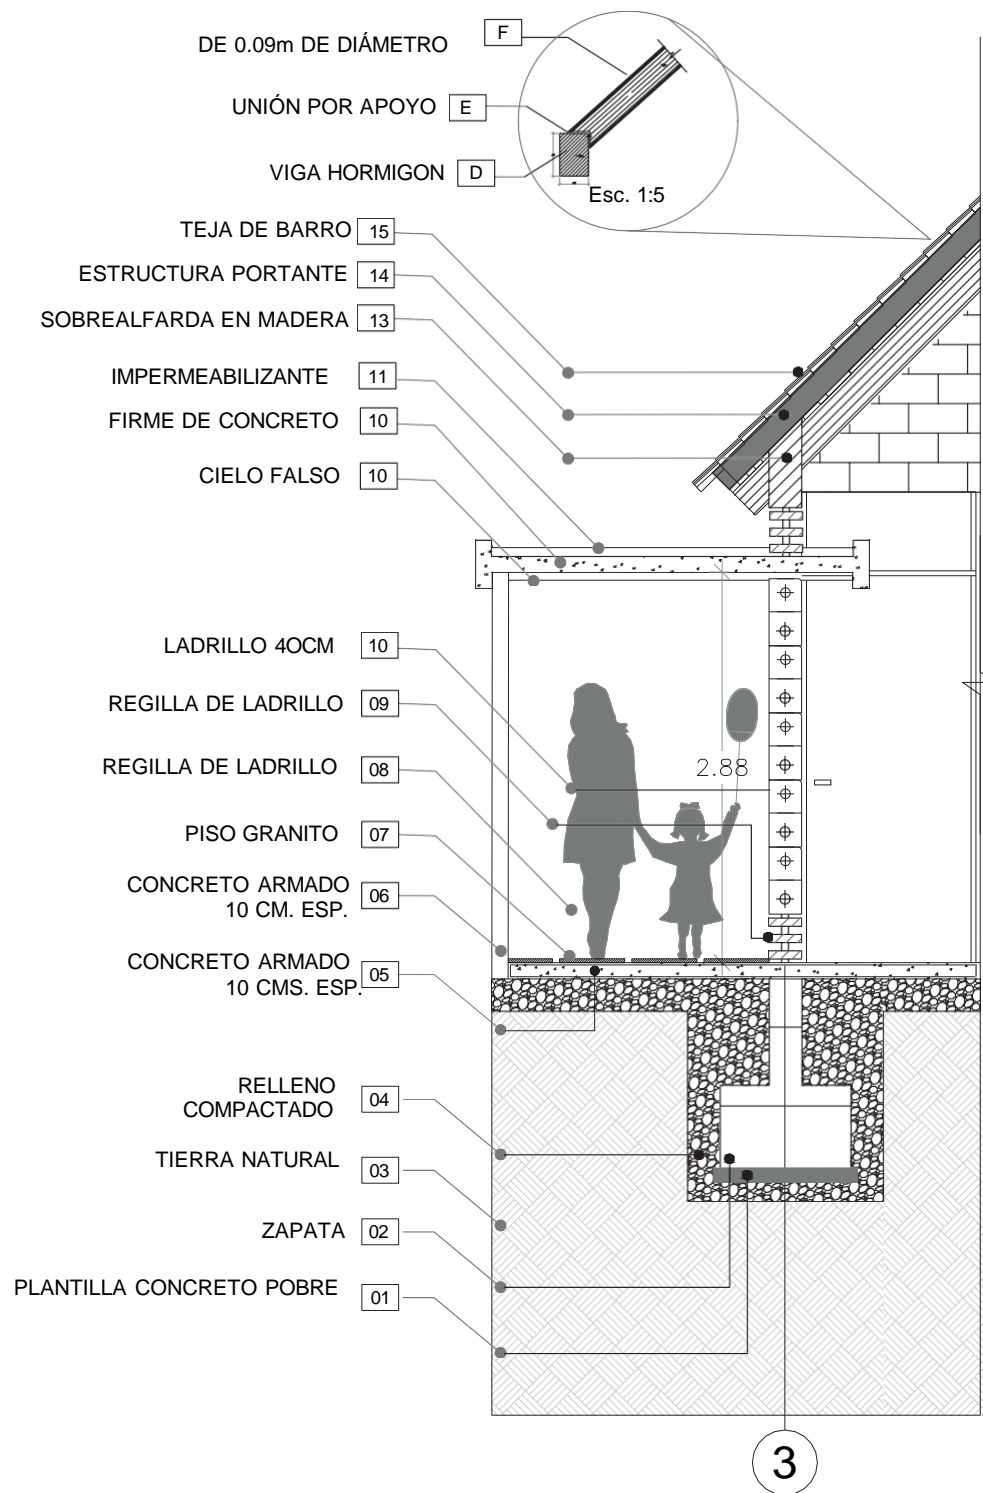 DE 0.09m DE DIÁMETRO F
UNIÓN POR APOYO E
VIGA HORMIGON D
Esc. 1:5
TEJA DE BARRO 15
ESTRUCTURA PORTANTE 14
SOBREALFARDA EN MADERA 13
IMPERMEABILIZANTE 11
FIRME DE CONCRETO 10
CIELO FALSO 10
LADRILLO 4OCM 10
REGILLA DE LADRILLO 09
REGILLA DE LADRILLO 08
2.88
PISO GRANITO 07
CONCRETO ARMADO
10 CM. ESP. 06
CONCRETO ARMADO
10 CMS. ESP. 05
RELLENO
COMPACTADO 04
TIERRA NATURAL 03
ZAPATA 02
PLANTILLA CONCRETO POBRE 01
3